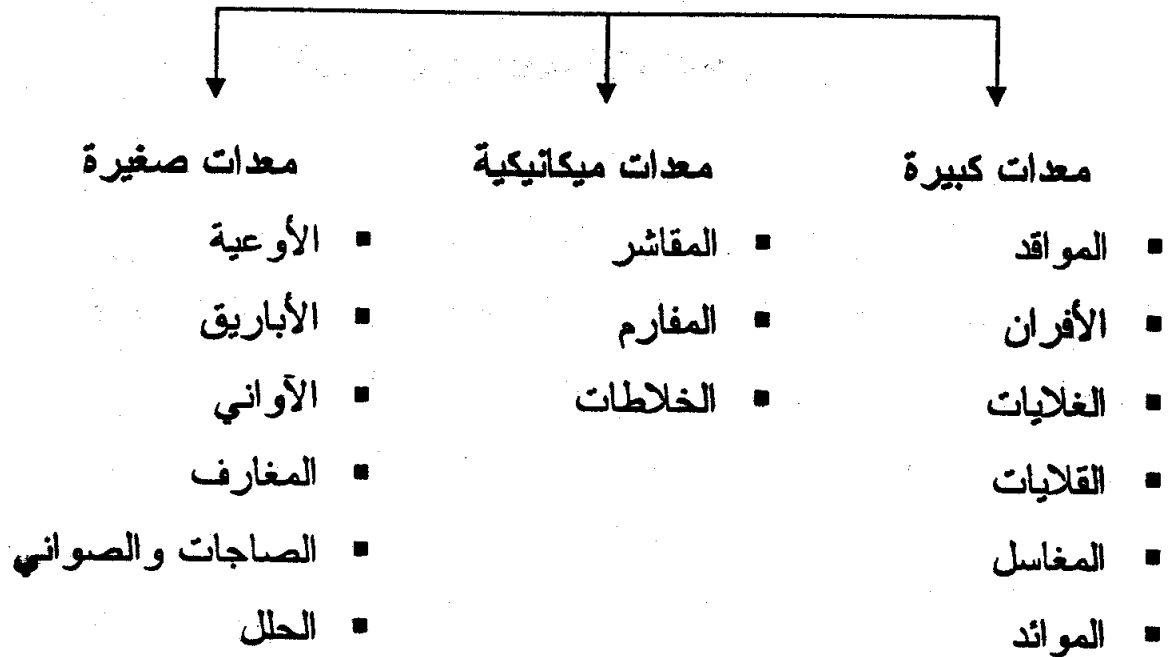 معدات كبيرة
المواقد
الأفران
الغلايات
القلايات
المغاسل
الموائد
معدات ميكانيكية
المقاشر
المفارم
الخلاطات
معدات صغيرة
الأوعية
الأباريق
الآواني
المغارف
الصاجات والصواني
الحلل